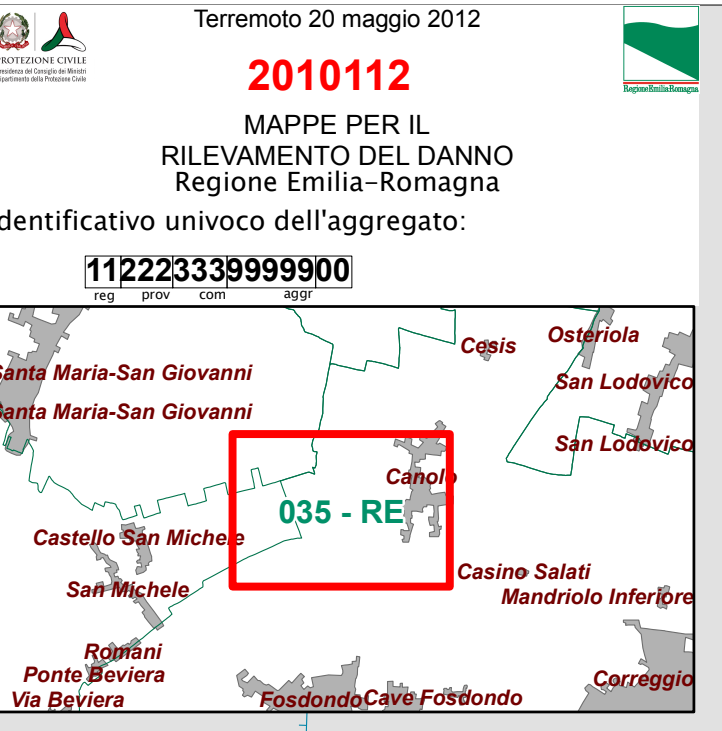 Terremoto 20 maggio 2012
PROTEZIONE CIVILE
Presidenza del Consiglio dei Ministri
Dipartimento della Protezione Civile
RegioneEmiliaRomagna
2010112
MAPPE PER IL
RILEVAMENTO DEL DANNO
Regione Emilia-Romagna
dentificativo univoco dell'aggregato:
112223339999900
reg prov com aggr
Cesis
Osteriola
Santa Maria-San Giovanni
San Lodovico
Santa Maria-San Giovanni
San Lodovico
Canolo
035 - RE
Castello San Michele
Casino Salati
San Michele
Mandriolo Inferiore
Romani
Ponte Beviera
Correggio
Via Beviera
Fosdondo
Cave Fosdondo